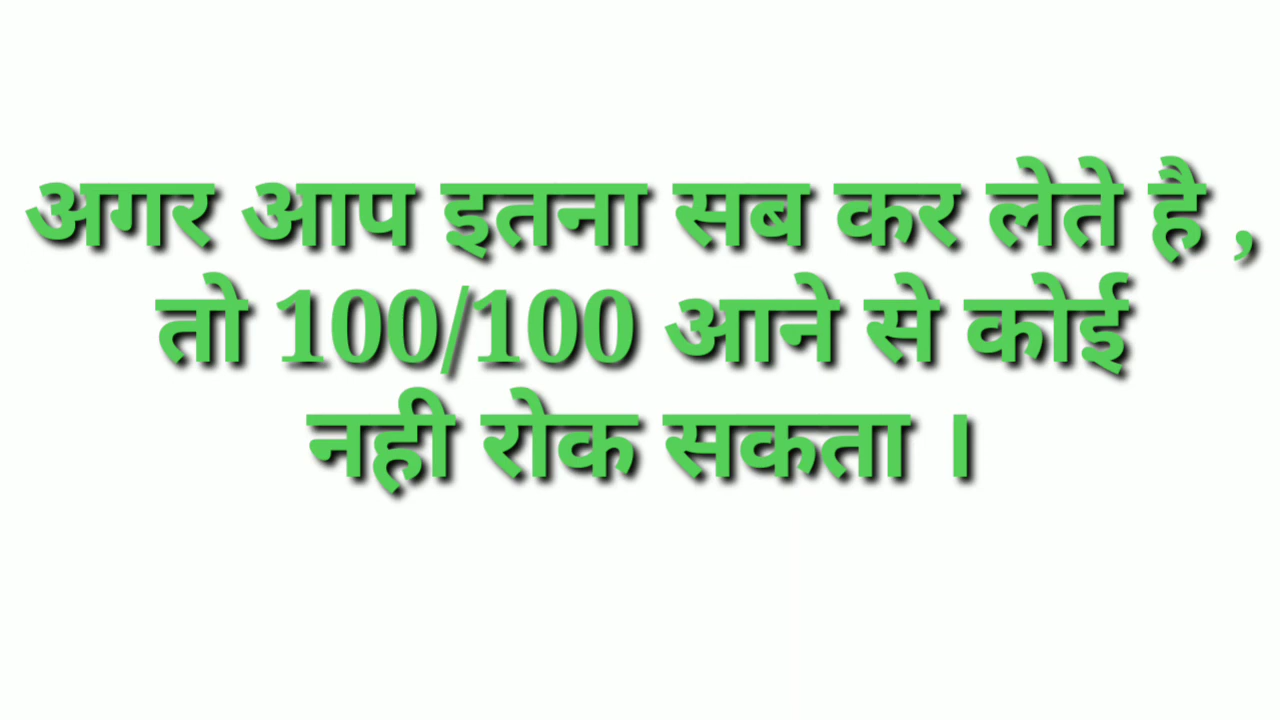 अगर आप इतना सब कर लेते है ,
तो 100/100 आने से कोई
नही रोक सकता ।